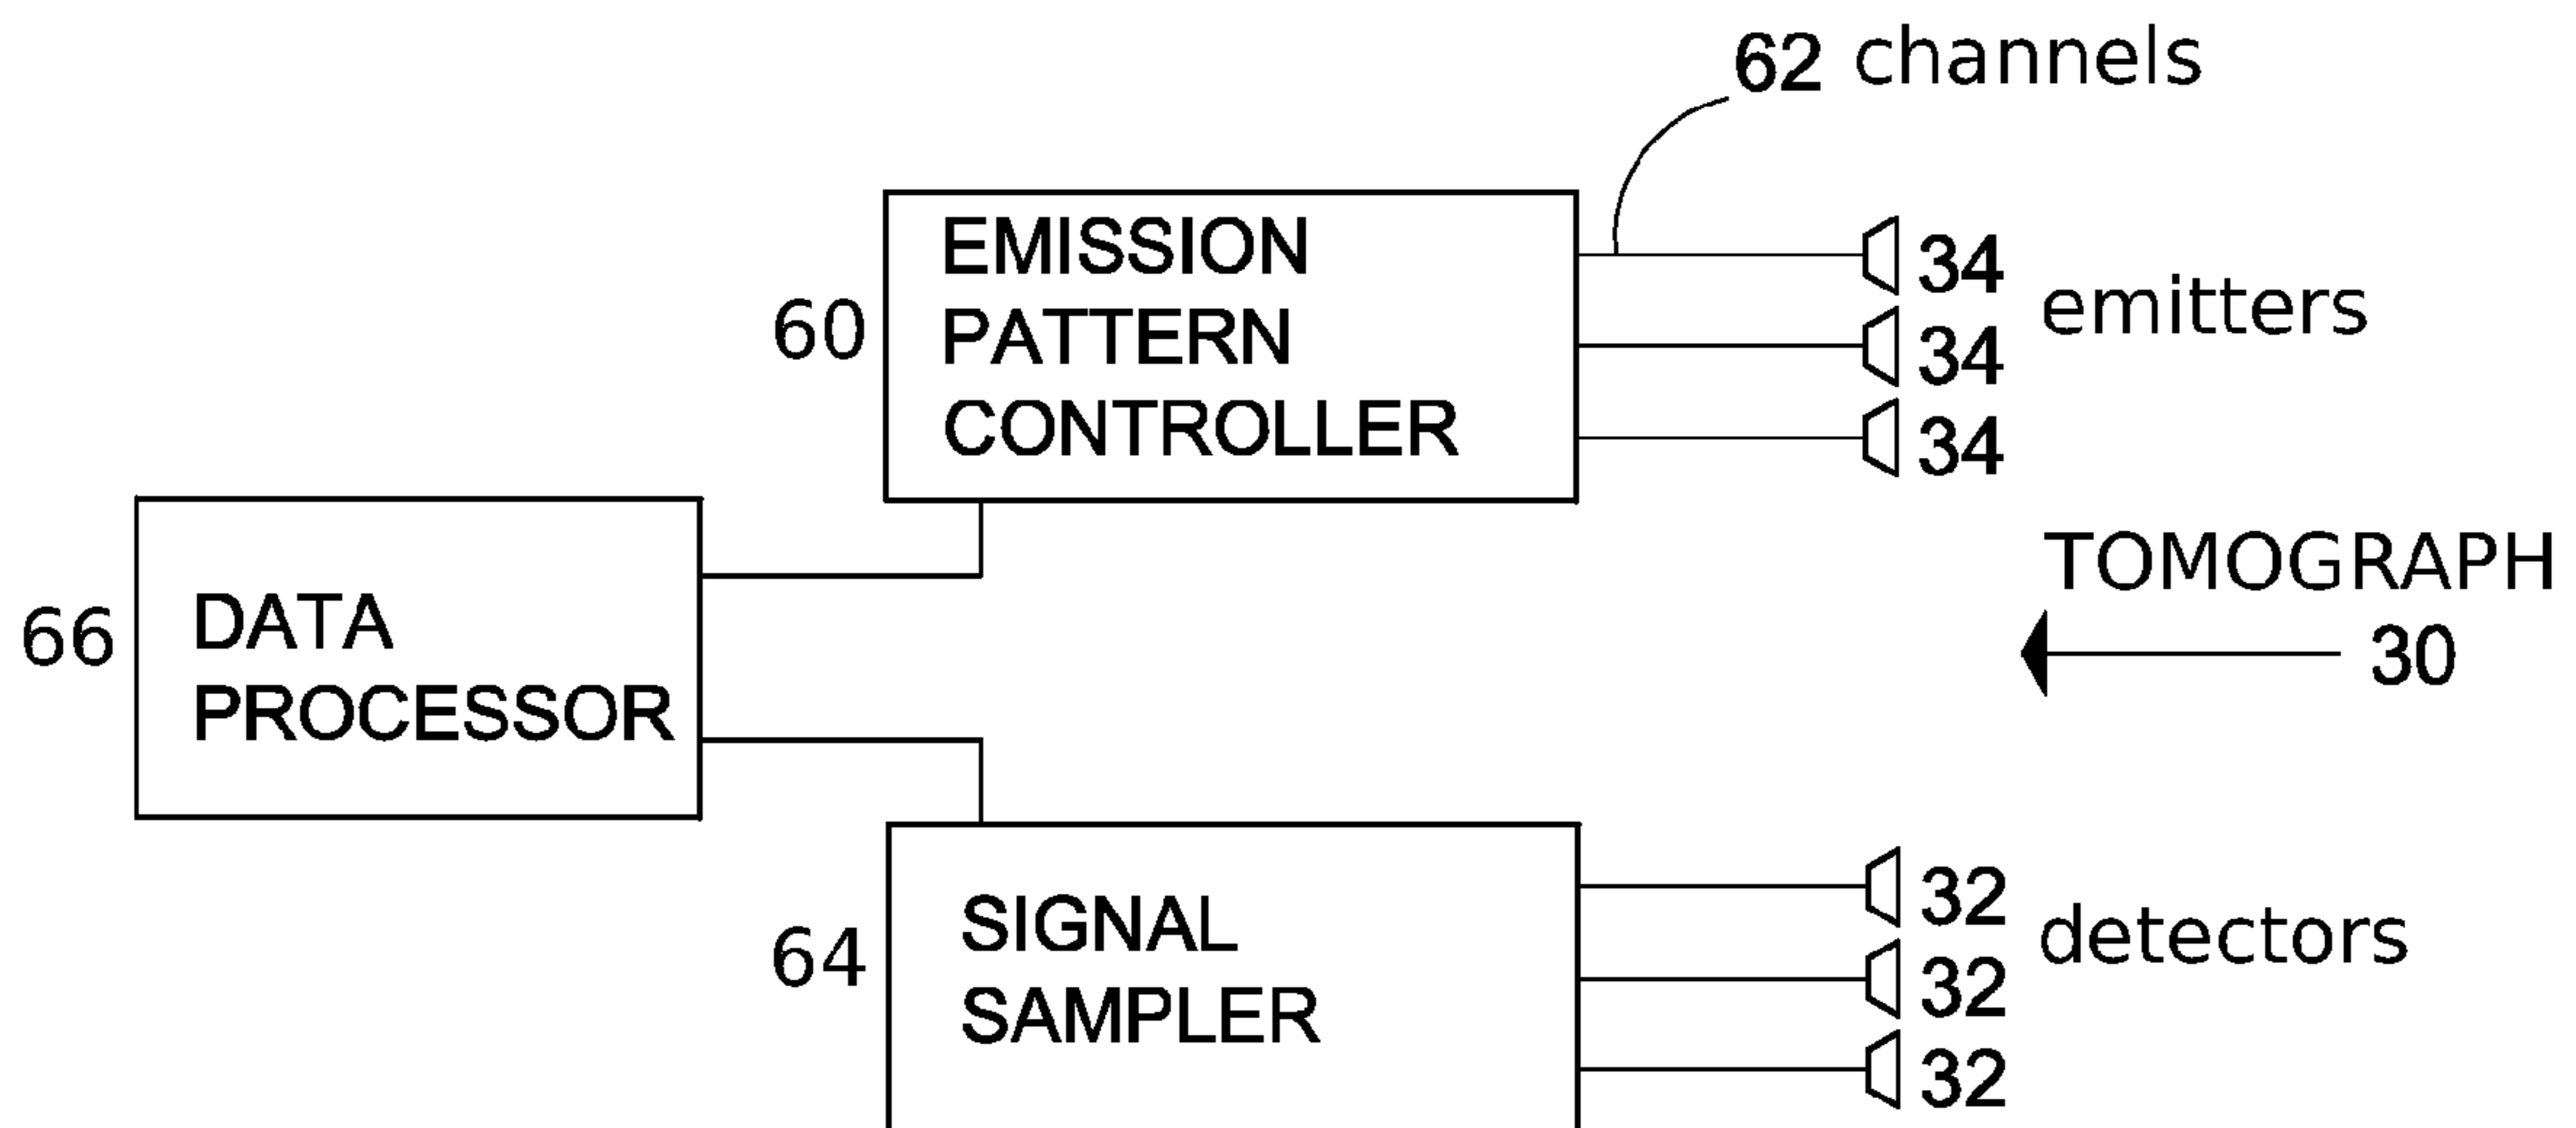 62 channels
60
EMISSION
PATTERN
CONTROLLER
34
34
34
emitters
66
DATA
PROCESSOR
TOMOGRAPH
30
64
SIGNAL
SAMPLER
32
32
32
detectors